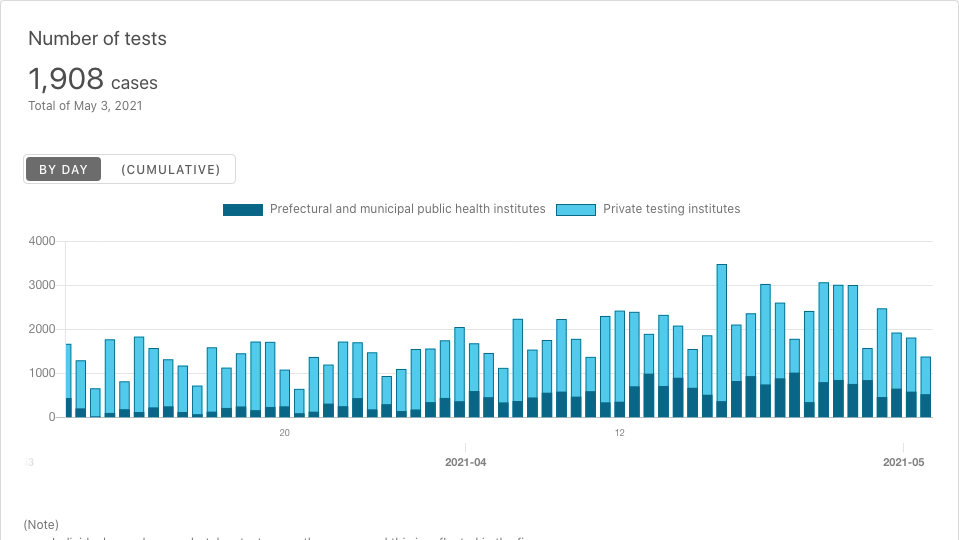 Number of tests
1,908 cases
Total of May 3, 2021
BY DAY (CUMULATIVE)
Prefectural and municipal public health institutes Private testing institutes
4000
3000
2000
1000
0
20 12
3 2021-04 2021-05
(Note)